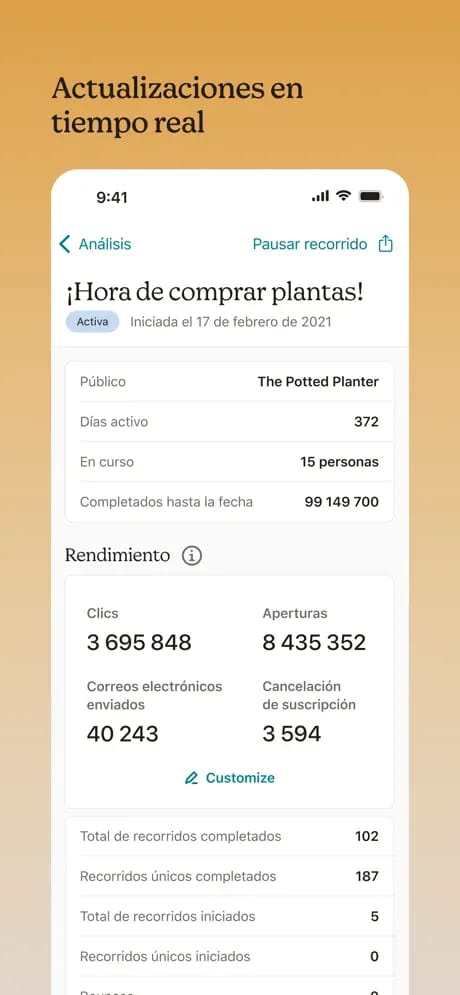 Actualizaciones en
tiempo real
9:41
Análisis
Pausar recorrido
¡Hora de comprar plantas!
Activa
Iniciada el 17 de febrero de 2021
Público The Potted Planter
Días activo 372
En curso 15 personas
Completados hasta la fecha 99 149 700
Rendimiento
Clics Aperturas
3 695 848 8 435 352
Correos electrónicos Cancelación
enviados de suscripción
40 243 3 594
Customize
Total de recorridos completados 102
Recorridos únicos completados 187
Total de recorridos iniciados 5
Recorridos únicos iniciados 0